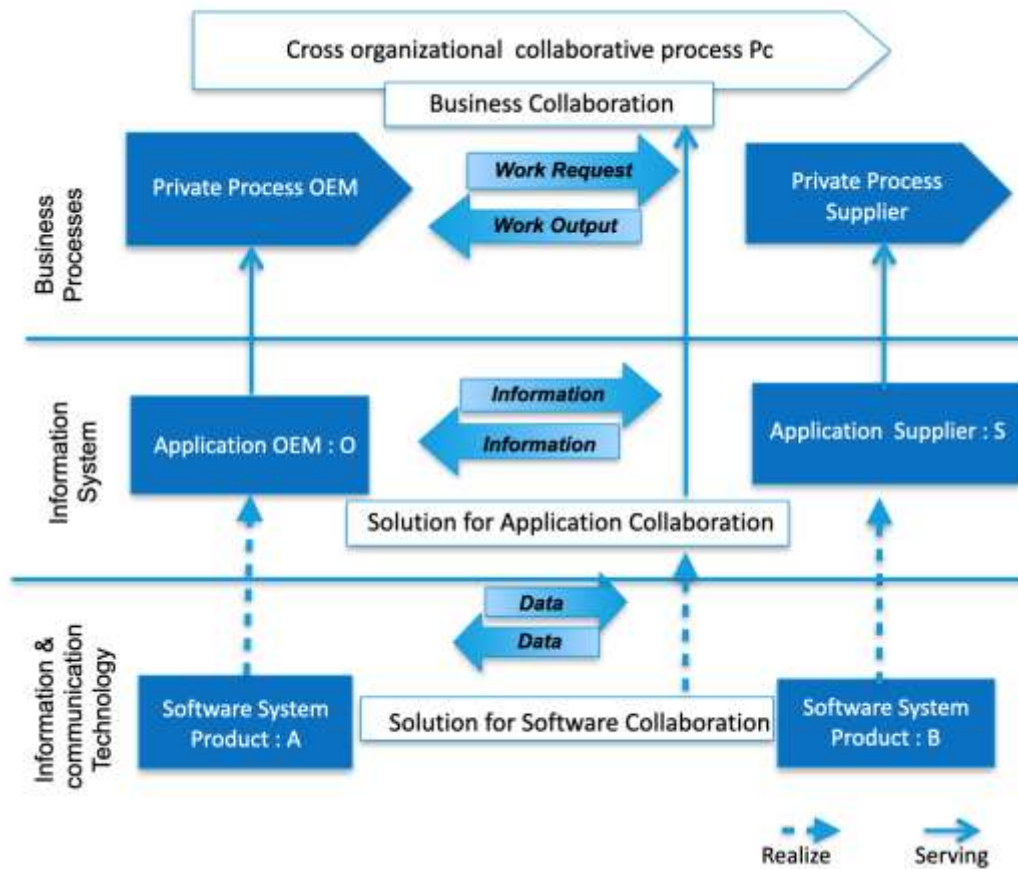 Cross organizational collaborative process Pc
Business Collaboration
Business
Processes
Private Process OEM
Work Request
Work Output
Private Process
Supplier
Information
System
Application OEM : O
Information
Information
Application Supplier : S
Solution for Application Collaboration
Information &
communication
Technology
Data
Data
Software System
Product : A
Solution for Software Collaboration
Software System
Product : B
Realize
Serving